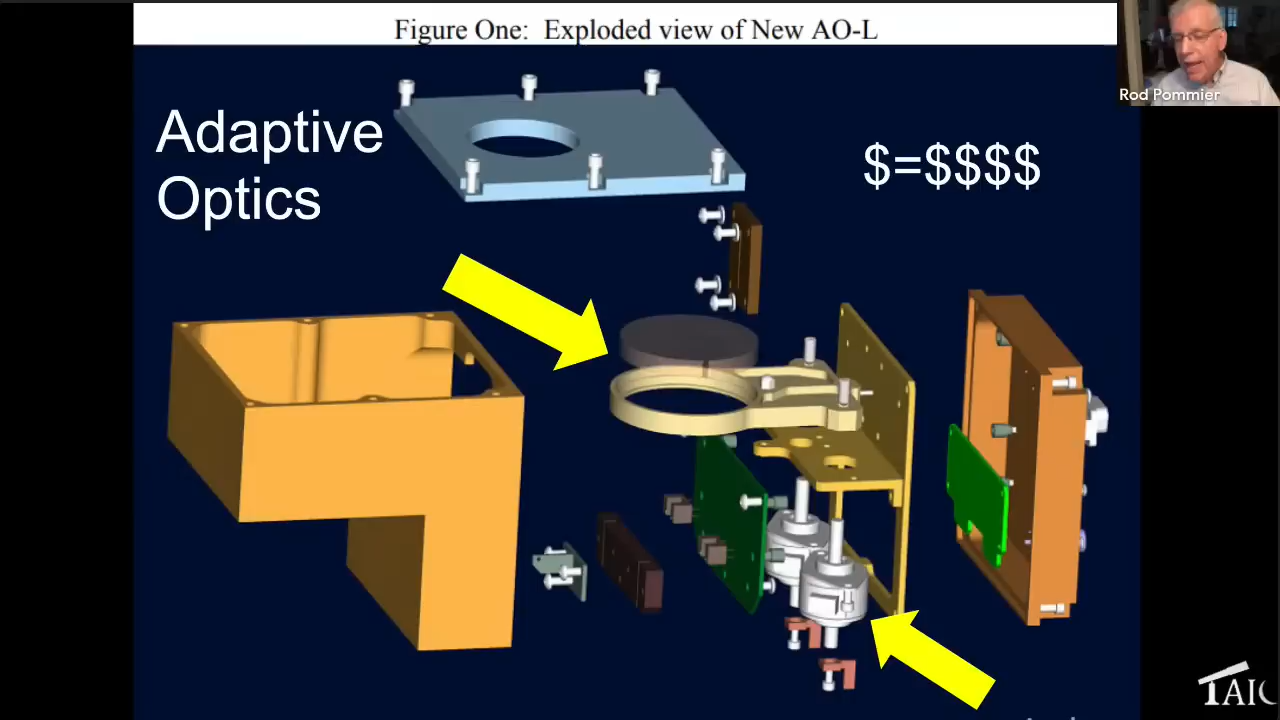 Figure One:  Exploded view of New AO-L
Rod Pommier
Adaptive
Optics
$=$$$$
TAIC